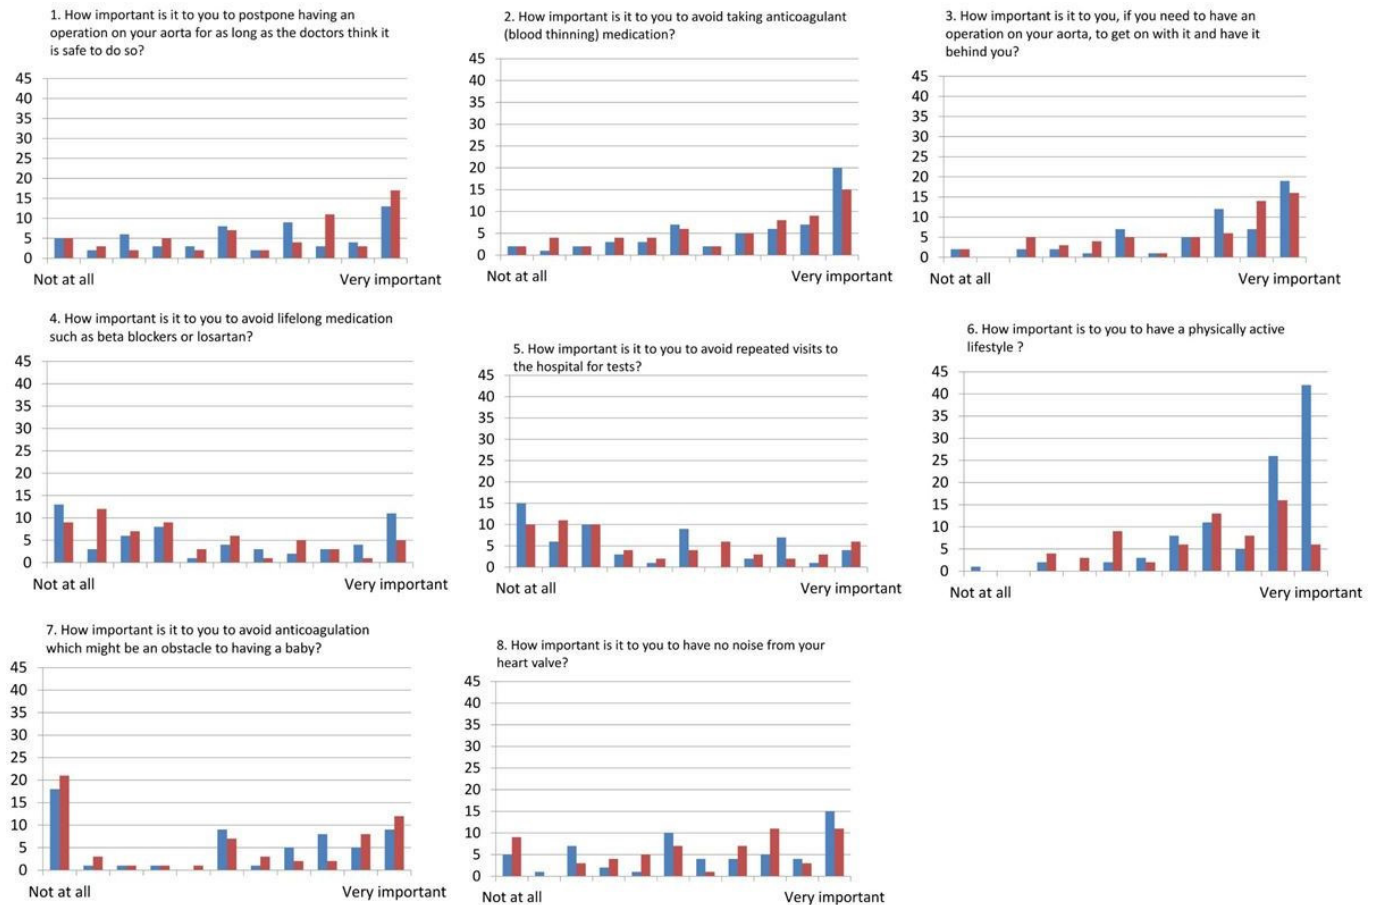 1. How important is it to you to postpone having an
operation on your aorta for as long as the doctors think it
is safe to do so?
45
40
35
30
25
20
15
10
5
0
Not at all
Very important
2. How important is it to you to avoid taking anticoagulant
(blood thinning) medication?
45
40
35
30
25
20
15
10
5
0
Not at all
Very important
3. How important is it to you, if you need to have an
operation on your aorta, to get on with it and have it
behind you?
45
40
35
30
25
20
15
10
5
0
Not at all
Very important
4. How important is it to you to avoid lifelong medication
such as beta blockers or losartan?
45
40
35
30
25
20
15
10
5
0
Not at all
Very important
5. How important is it to you to avoid repeated visits to
the hospital for tests?
45
40
35
30
25
20
15
10
5
0
Not at all
Very important
6. How important is to you to have a physically active
lifestyle ?
45
40
35
30
25
20
15
10
5
0
Not at all
Very important
7. How important is it to you to avoid anticoagulation
which might be an obstacle to having a baby?
45
40
35
30
25
20
15
10
5
0
Not at all
Very important
8. How important is it to you to have no noise from your
heart valve?
45
40
35
30
25
20
15
10
5
0
Not at all
Very important